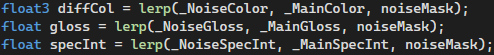 float3 diffCol = lerp(_NoiseColor, _MainColor, noiseMask);
float gloss = lerp(_NoiseGloss, _MainGloss, noiseMask);
float specInt = lerp(_NoiseSpecInt, _MainSpecInt, noiseMask);